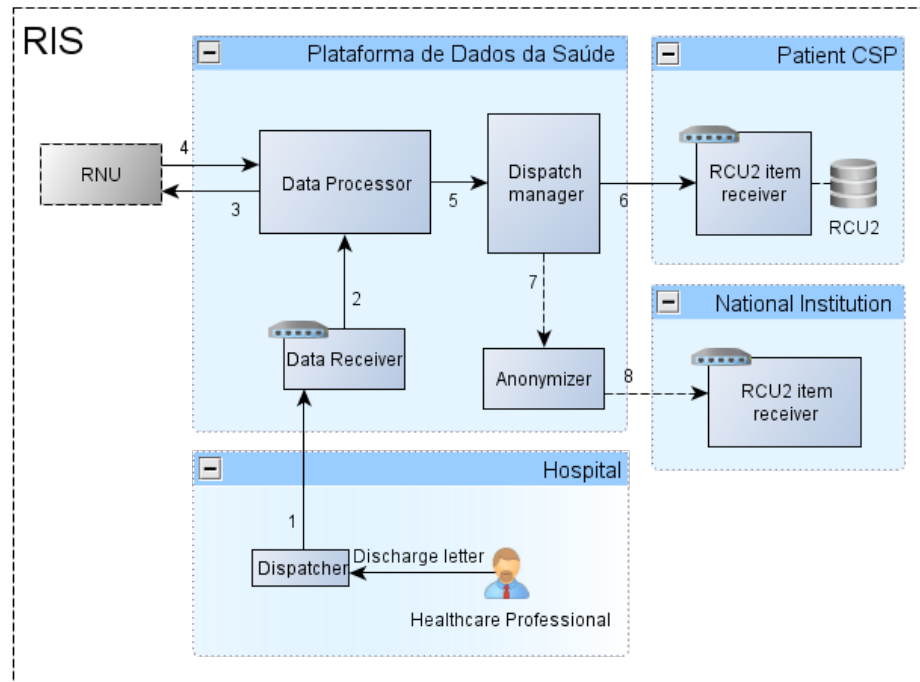 RIS
Plataforma de Dados da Saúde
Patient CSP
RNU
4
3
Data Processor
5
Dispatch
manager
6
RCU2 item
receiver
RCU2
2
7
Data Receiver
Anonymizer
8
National Institution
RCU2 item
receiver
Hospital
1
Dispatcher
Discharge letter
Healthcare Professional